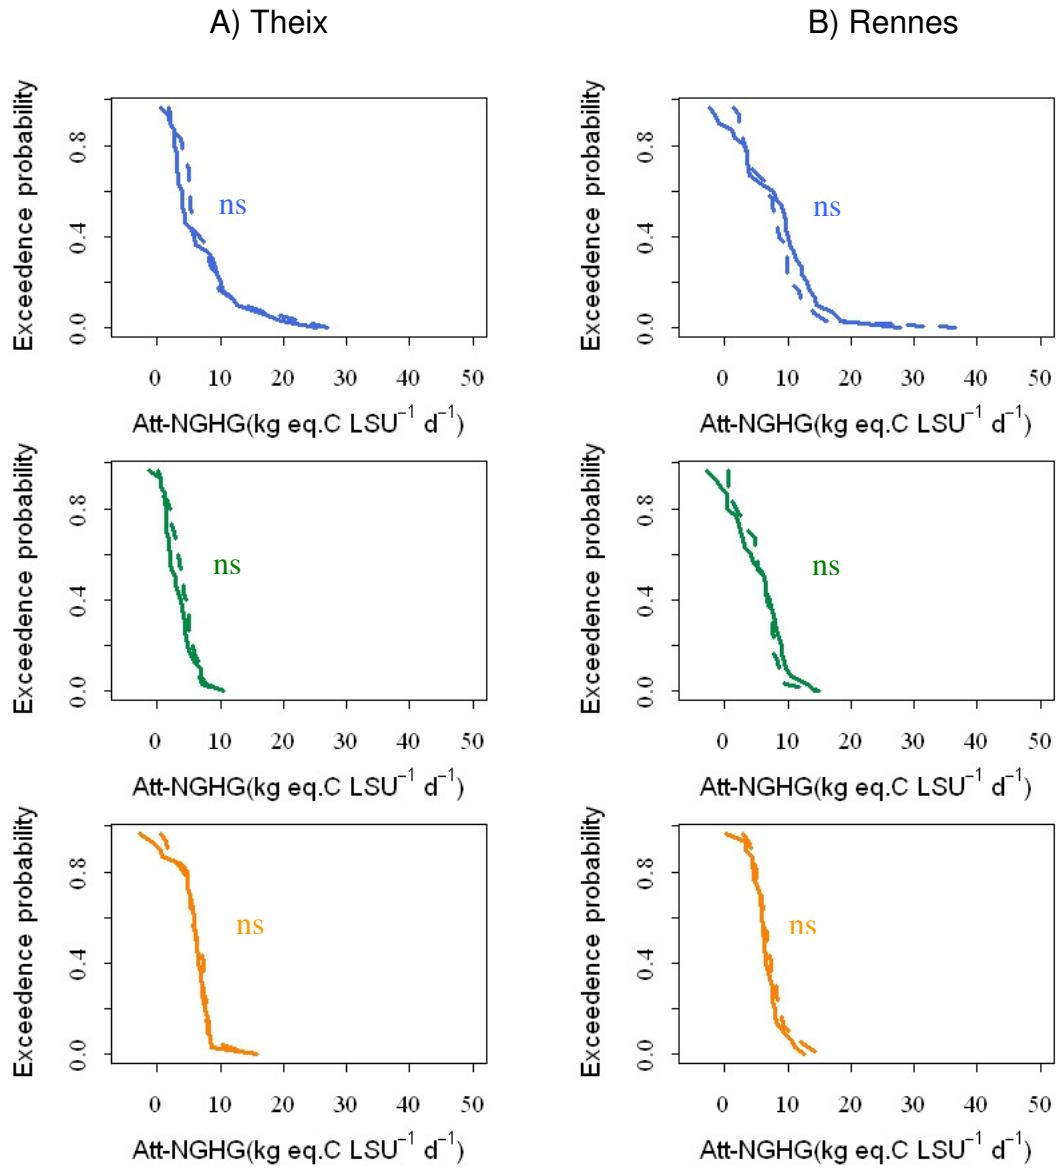 A) Theix
B) Rennes
Exceedence probability
0.0 0.4 0.8
ns
0 10 20 30 40 50
Att-NGHG(kg eq.C LSU⁻¹ d⁻¹)
Exceedence probability
0.0 0.4 0.8
ns
0 10 20 30 40 50
Att-NGHG(kg eq.C LSU⁻¹ d⁻¹)
Exceedence probability
0.0 0.4 0.8
ns
0 10 20 30 40 50
Att-NGHG(kg eq.C LSU⁻¹ d⁻¹)
Exceedence probability
0.0 0.4 0.8
ns
0 10 20 30 40 50
Att-NGHG(kg eq.C LSU⁻¹ d⁻¹)
Exceedence probability
0.0 0.4 0.8
ns
0 10 20 30 40 50
Att-NGHG(kg eq.C LSU⁻¹ d⁻¹)
Exceedence probability
0.0 0.4 0.8
ns
0 10 20 30 40 50
Att-NGHG(kg eq.C LSU⁻¹ d⁻¹)